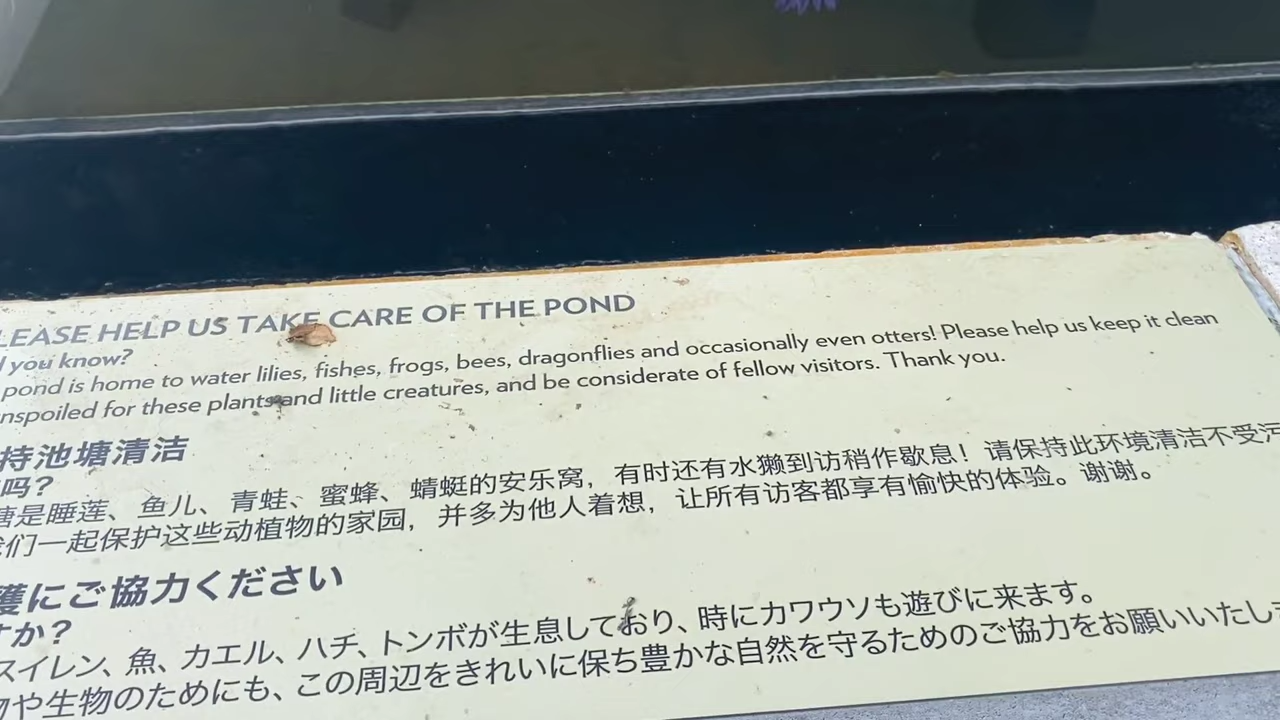 LEASE HELP US TAKE CARE OF THE POND
you know?
pond is home to water lilies, fishes, frogs, bees, dragonflies and occasionally even otters! Please help us keep it clean
nspoiled for these plants and little creatures, and be considerate of fellow visitors. Thank you.
持池塘清洁
吗?
塘是睡莲、鱼儿、青蛙、蜜蜂、蜻蜓的安乐窝，有时还有水獭到访稍作歇息！请保持此环境清洁不受污
们一起保护这些动植物的家园，并多为他人着想，让所有访客都享有愉快的体验。谢谢。
護にご協力ください
すか?
スイレン、魚、カエル、ハチ、トンボが生息しており、時にカワウソも遊びに来ます。
物や生物のためにも、この周辺をきれいに保ち豊かな自然を守るためのご協力をお願いいたしま